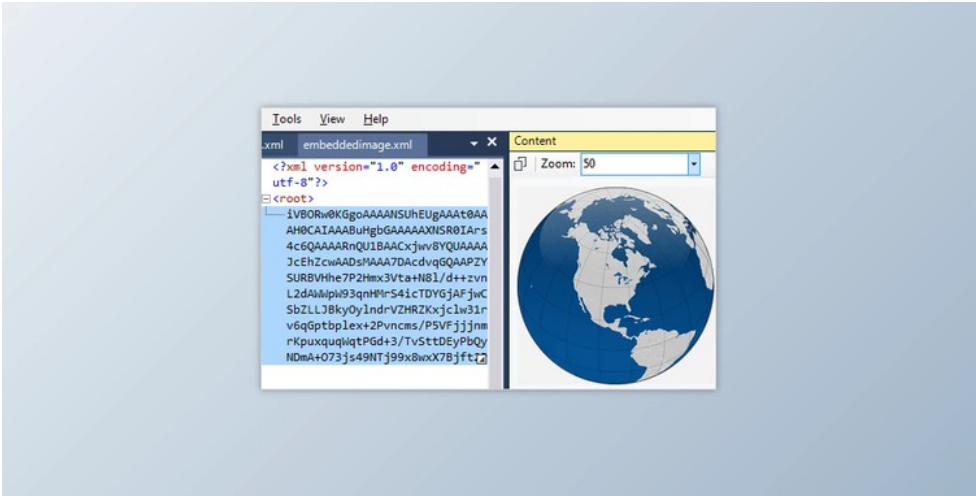 Tools View Help
.xml embeddedimage.xml
Content
Zoom: 50
<?xml version="1.0" encoding="
utf-8"?>
<root>
iVBORw0KGgoAAAANSUhEUgAAAt0AA
AH0CAIAAABuHgbGAAAAAXNSR0IArs
4c6QAAAARnQU1BAACxjwv8YQUAAAA
JcEhZcwAADsMAAA7DAcdvqGQAAPZY
SURBVHhe7P2Hmx3Vta+N8l/d++zvn
L2dAWWpW93qnHMrS4icTDYGjAFjwC
SbZLLJBkyOylndrVZHRZKxjclw31r
v6qGptbplex+2Pvncms/P5VFjjjnm
rKpuxquqWqtPGd+3/TvSttDEyPbQy
NDmA+O73js49NTj99x8wxX7Bjft